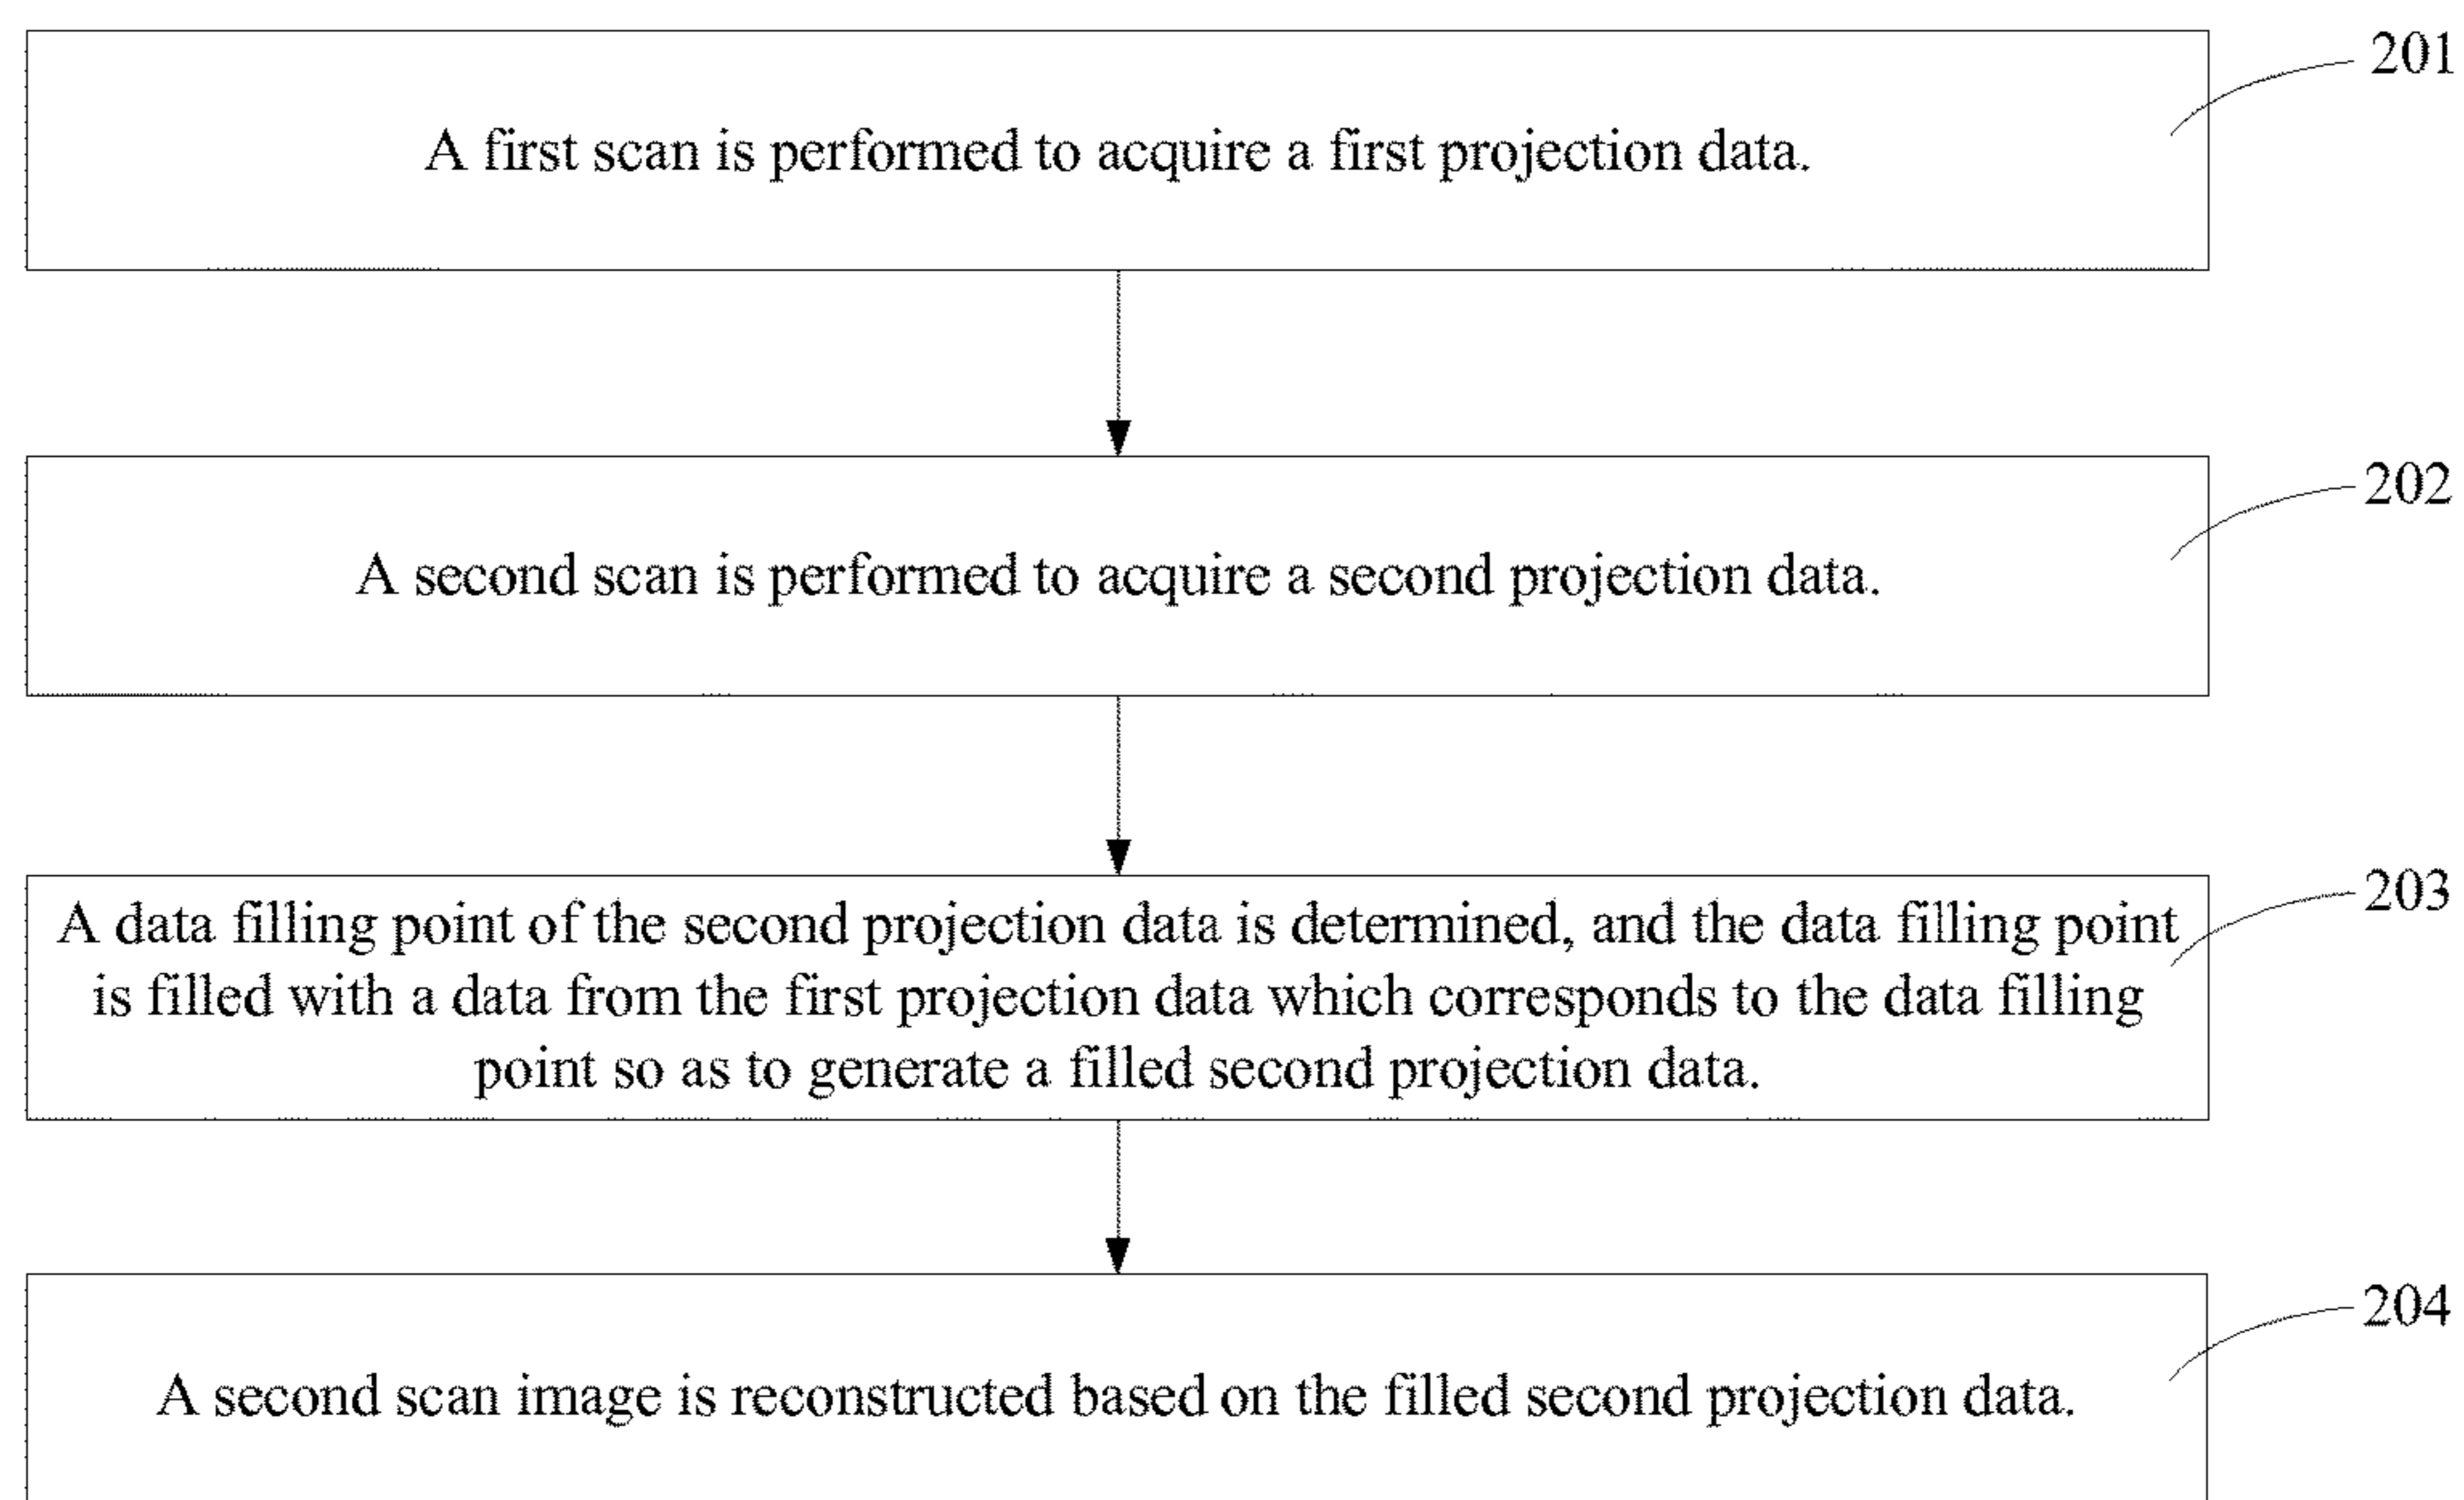 201
A first scan is performed to acquire a first projection data.
202
A second scan is performed to acquire a second projection data.
203
A data filling point of the second projection data is determined, and the data filling point
is filled with a data from the first projection data which corresponds to the data filling
point so as to generate a filled second projection data.
204
A second scan image is reconstructed based on the filled second projection data.